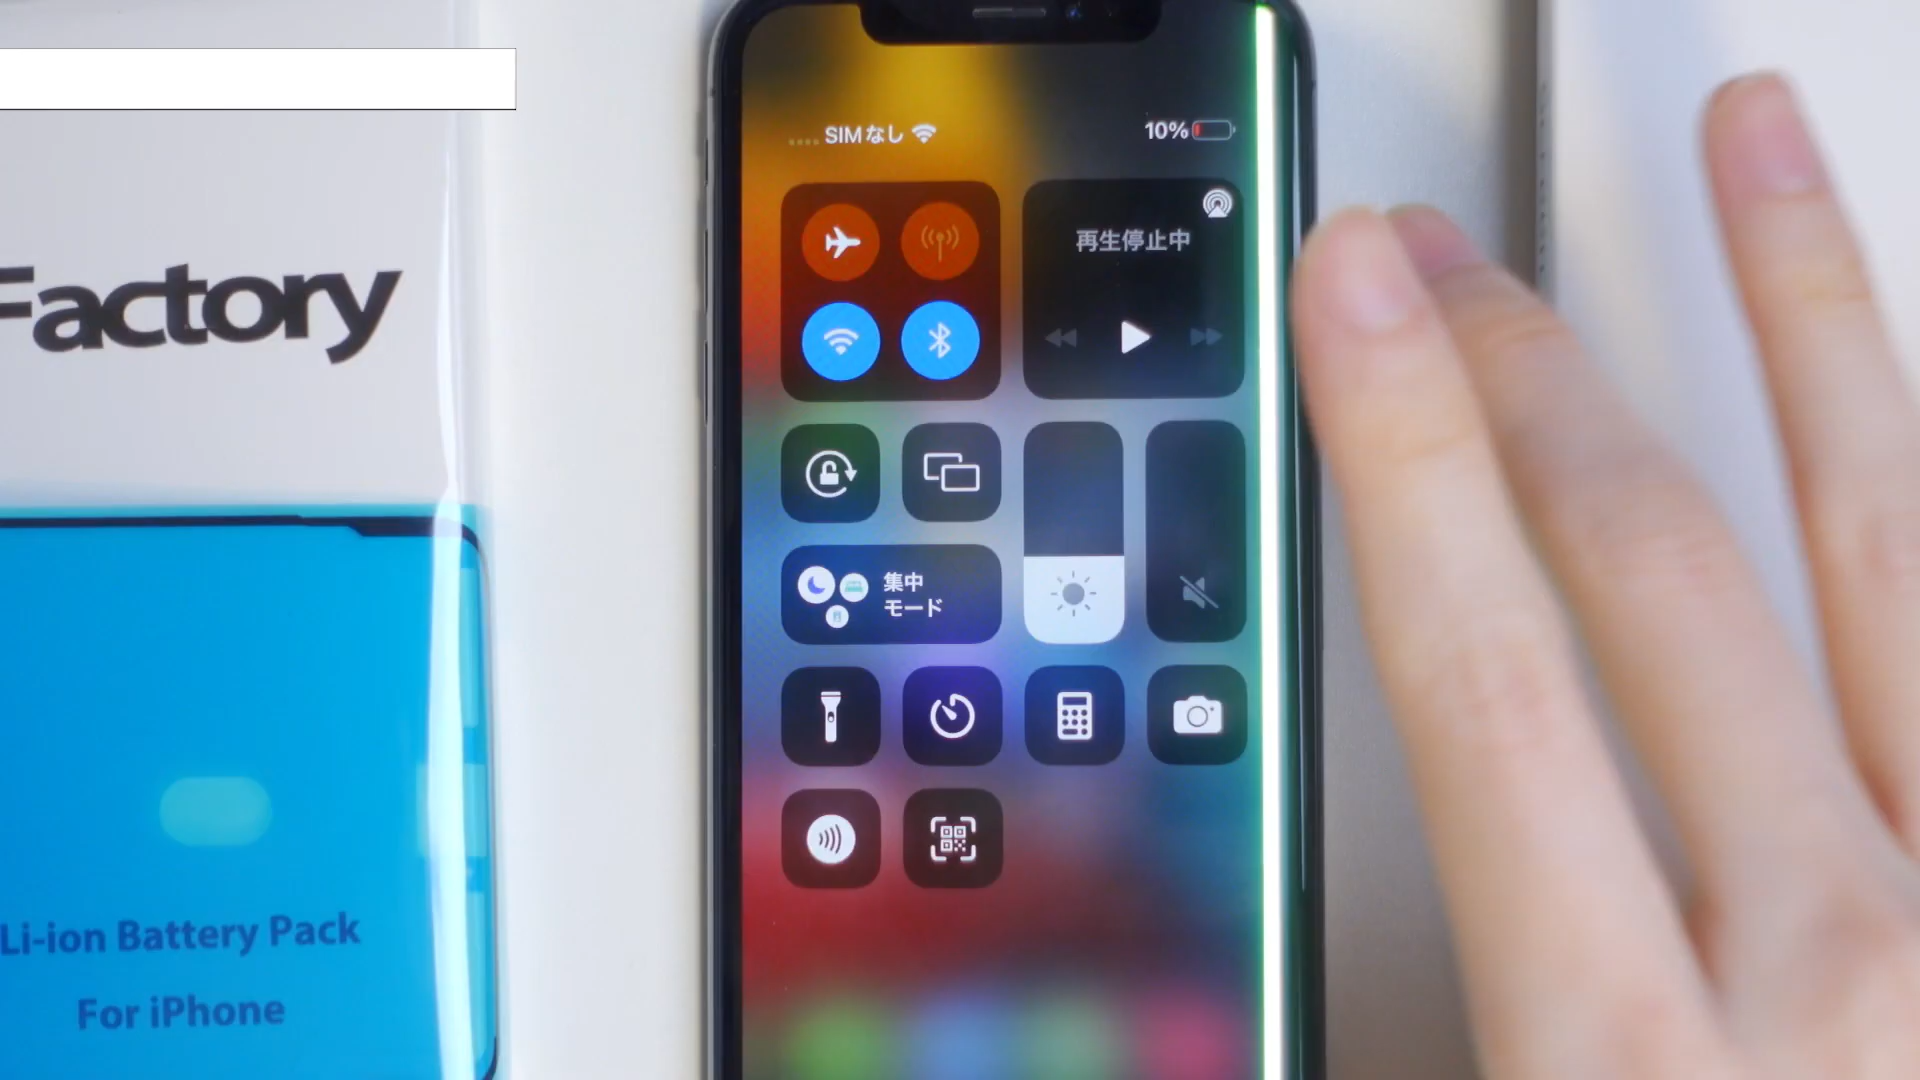 Factory
Li-ion Battery Pack
For iPhone
SIMなし
10%
再生停止中
集中
モード